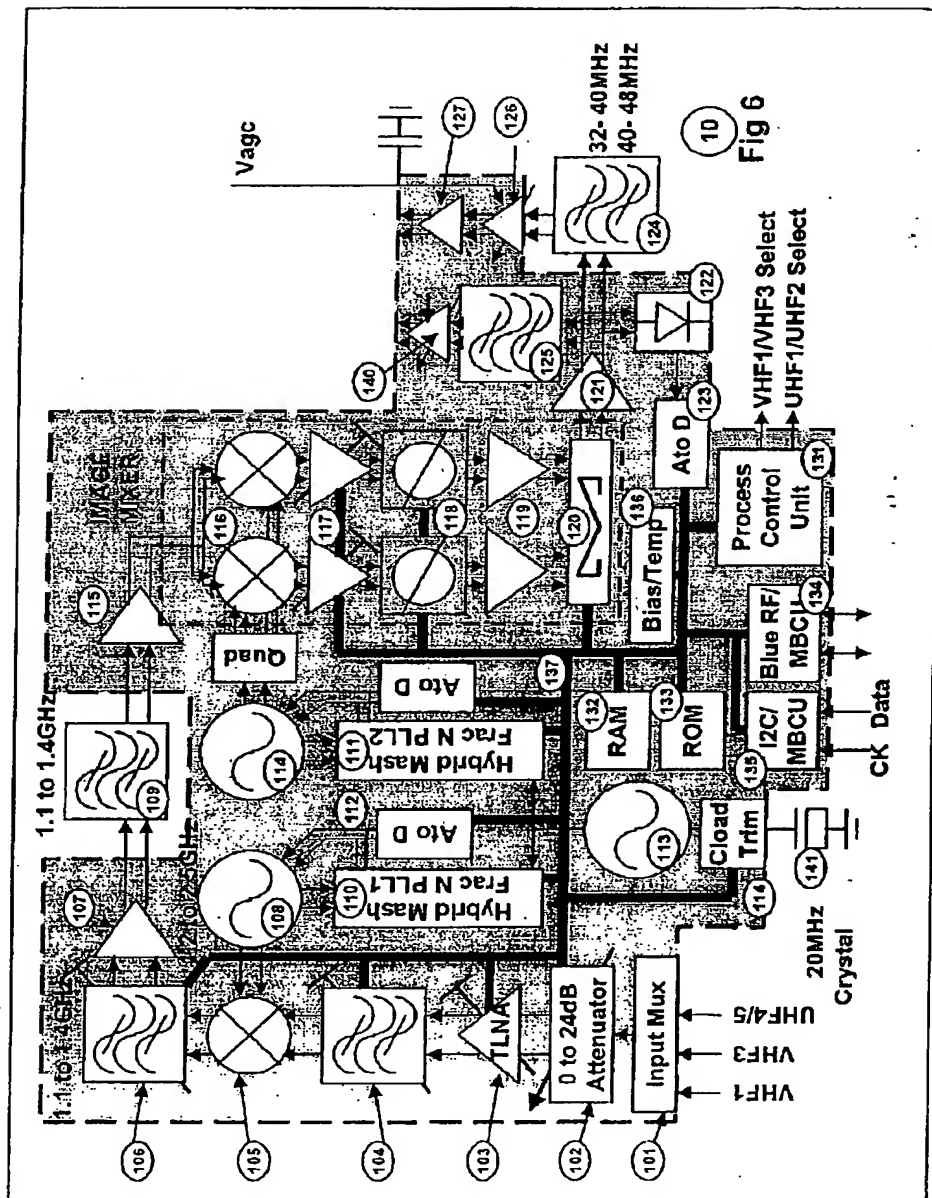 Vagc
127
126
32- 40MHz
40- 48MHz
10
Fig 6
124
140
125
122
121
123
A to D
VHF1/VHF3 Select
UHF1/UHF2 Select
IMAGE
MIXER
116
117
118
119
120
136
Bias/Temp
Process
Control
Unit
131
115
Quad
1.1 to 1.4GHz
109
114
111
Hybrid Mash
Frac N PLL2
A to D
137
132
RAM
133
ROM
Blue RF/
MBCU
134
I2C/
MBCU
135
CK
Data
107
1.1 to 1.4GHz
1.2 to 2.5GHz
108
112
110
Hybrid Mash
Frac N PLL1
A to D
113
Cload
Trim
114
141
20MHz
Crystal
106
105
104
TLNA
103
0 to 24dB
Attenuator
102
Input Mux
101
VHF1
VHF3
UHF4/5